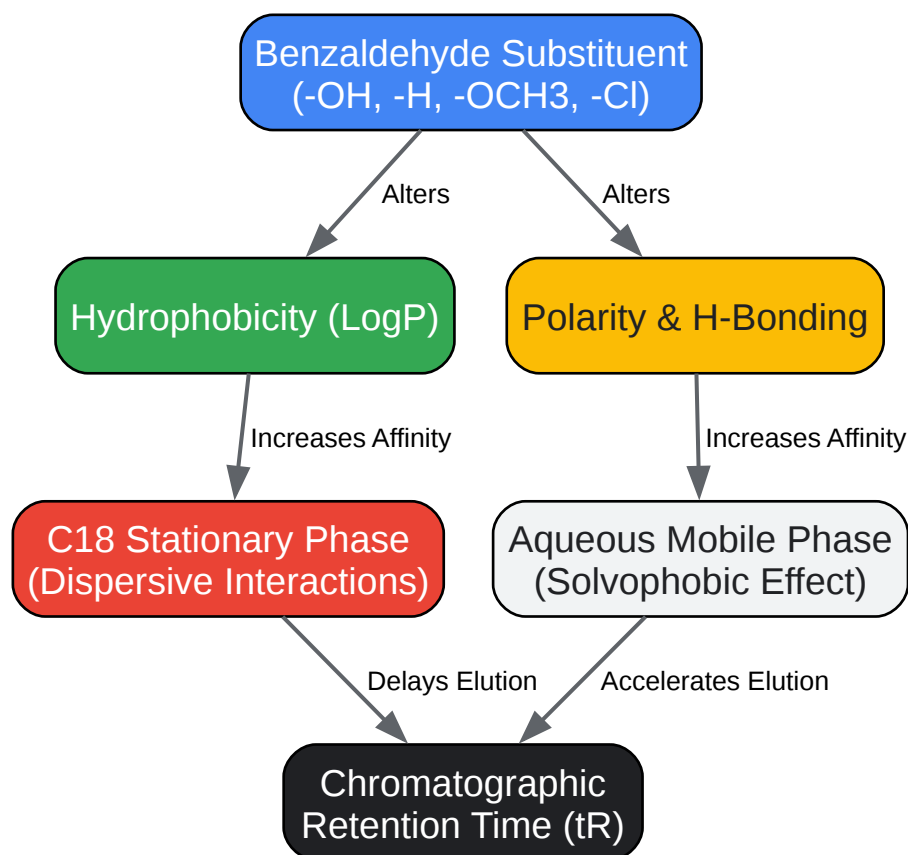 Benzaldehyde Substituent
(-OH, -H, -OCH3, -Cl)
Alters
Alters
Hydrophobicity (LogP)
Polarity & H-Bonding
Increases Affinity
Increases Affinity
C18 Stationary Phase
(Dispersive Interactions)
Aqueous Mobile Phase
(Solvophobic Effect)
Delays Elution
Accelerates Elution
Chromatographic
Retention Time (tR)